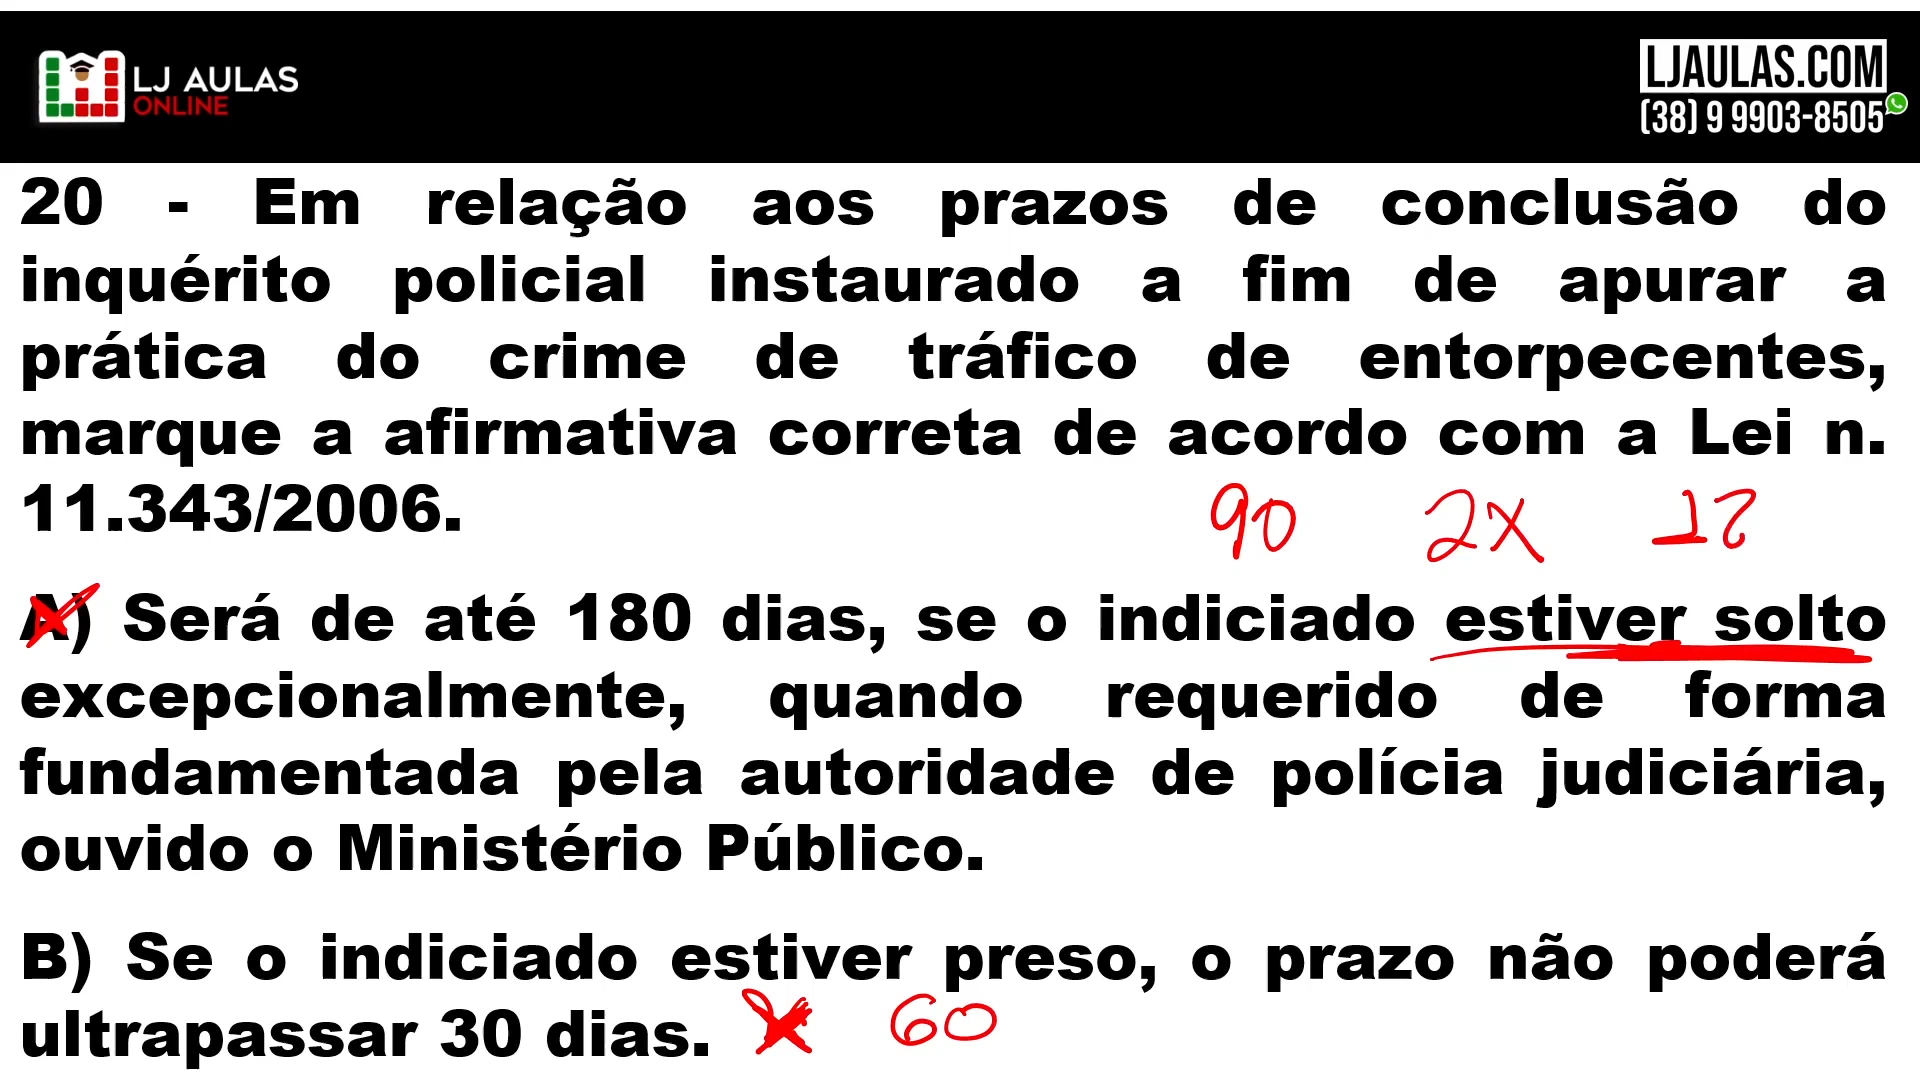 LJ AULAS
ONLINE
LJAULAS.COM
(38) 9 9903-8505
20 - Em relação aos prazos de conclusão do
inquérito policial instaurado a fim de apurar a
prática do crime de tráfico de entorpecentes,
marque a afirmativa correta de acordo com a Lei n.
11.343/2006.
90 2x
A) Será de até 180 dias, se o indiciado estiver solto
excepcionalmente, quando requerido de forma
fundamentada pela autoridade de polícia judiciária,
ouvido o Ministério Público.
B) Se o indiciado estiver preso, o prazo não poderá
ultrapassar 30 dias. 60